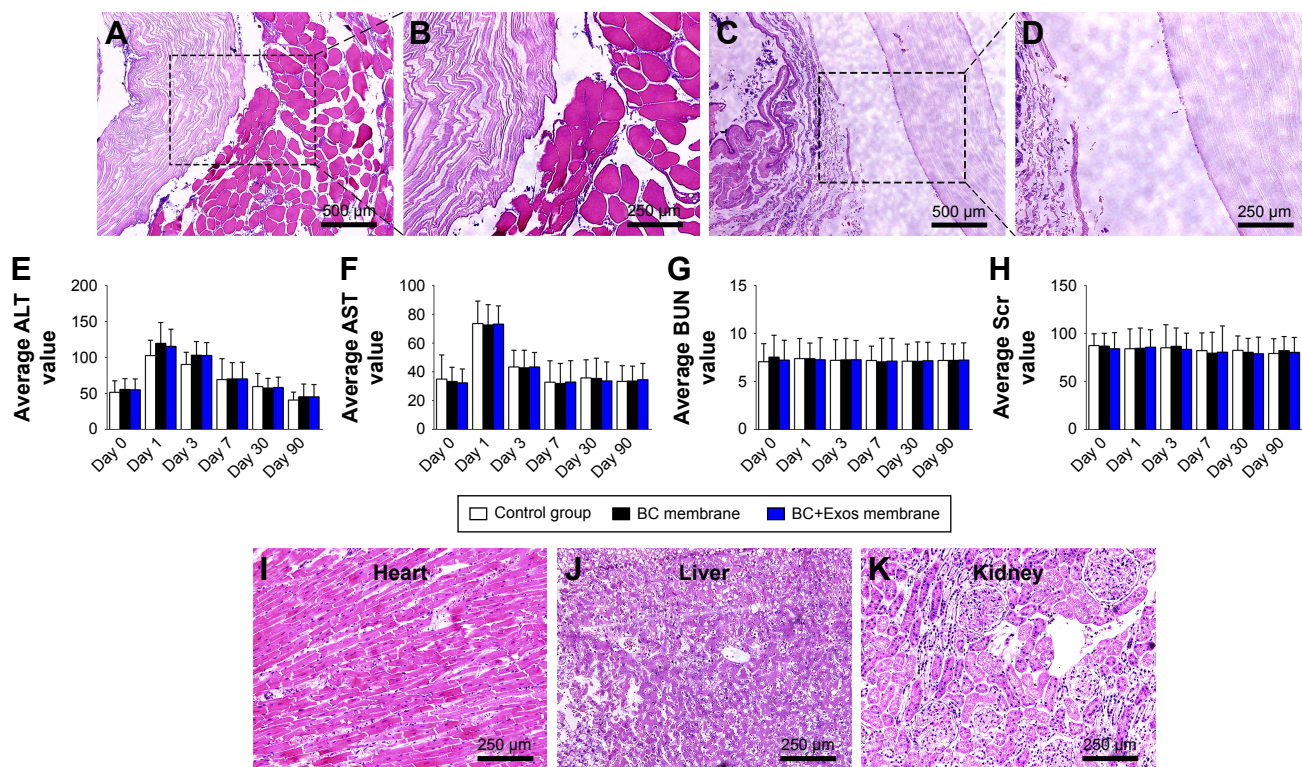 A
B
C
D
500 µm
250 µm
500 µm
250 µm
E
Average ALT
value
200
150
100
50
0
Day 0
Day 1
Day 3
Day 7
Day 30
Day 90
F
Average AST
value
100
80
60
40
20
0
Day 0
Day 1
Day 3
Day 7
Day 30
Day 90
G
Average BUN
value
15
10
5
0
Day 0
Day 1
Day 3
Day 7
Day 30
Day 90
H
Average Scr
value
150
100
50
0
Day 0
Day 1
Day 3
Day 7
Day 30
Day 90
Control group
BC membrane
BC+Exos membrane
I
Heart
250 µm
J
Liver
250 µm
K
Kidney
250 µm